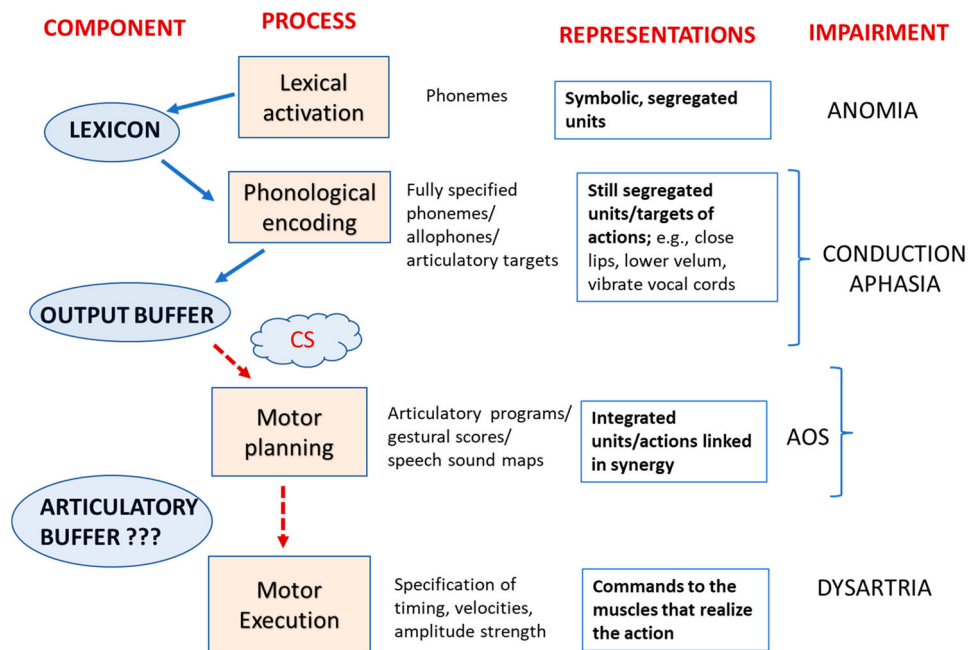 COMPONENT
PROCESS
REPRESENTATIONS
IMPAIRMENT
Lexical
activation
Phonemes
Symbolic, segregated
units
ANOMIA
LEXICON
Phonological
encoding
Fully specified
phonemes/
allophones/
articulatory targets
Still segregated
units/targets of
actions; e.g., close
lips, lower velum,
vibrate vocal cords
CONDUCTION
APHASIA
OUTPUT BUFFER
CS
Motor
planning
Articulatory programs/
gestural scores/
speech sound maps
Integrated
units/actions linked
in synergy
AOS
ARTICULATORY
BUFFER ???
Motor
Execution
Specification of
timing, velocities,
amplitude strength
Commands to the
muscles that realize
the action
DYSARTRIA